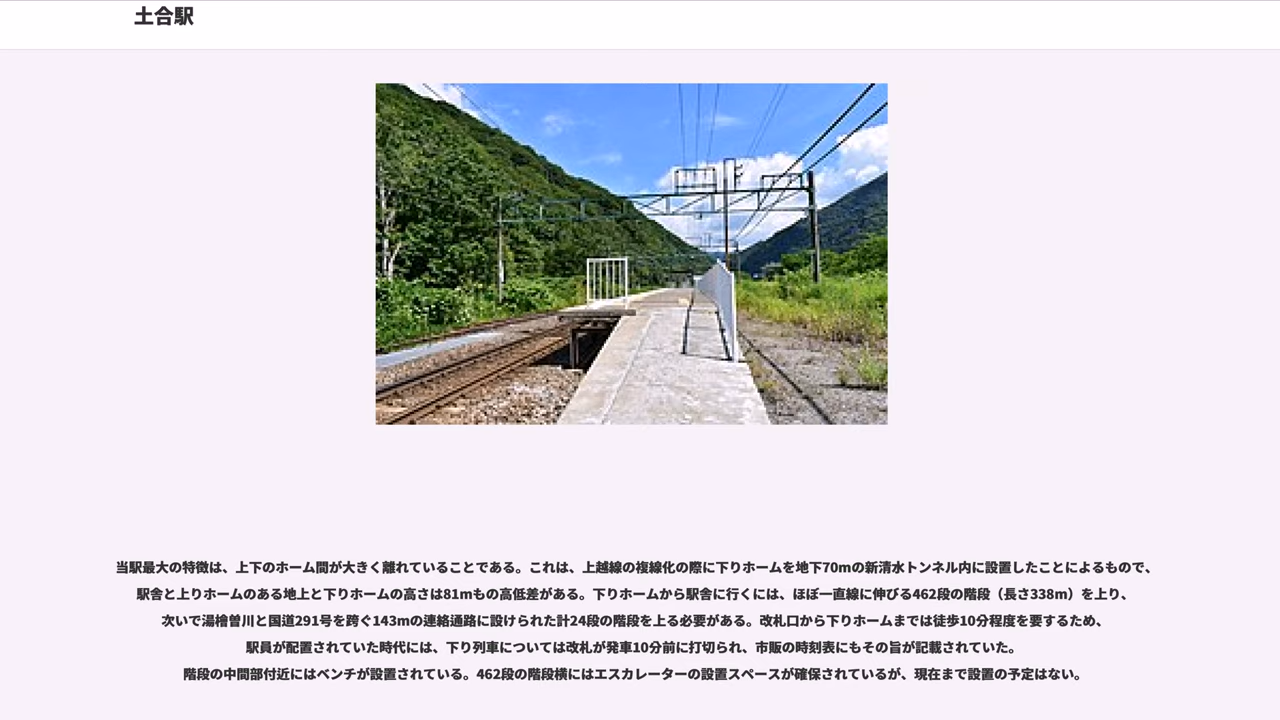 土合駅
当駅最大の特徴は、上下のホーム間が大きく離れていることである。これは、上越線の複線化の際に下りホームを地下70mの新清水トンネル内に設置したことによるもので、
駅舎と上りホームのある地上と下りホームの高さは81mもの高低差がある。下りホームから駅舎に行くには、ほぼ一直線に伸びる462段の階段（長さ338m）を上り、
次いで湯檜曽川と国道291号を跨ぐ143mの連絡通路に設けられた計24段の階段を上る必要がある。改札口から下りホームまでは徒歩10分程度を要するため、
駅員が配置されていた時代には、下り列車については改札が発車10分前に打切られ、市販の時刻表にもその旨が記載されていた。
階段の中間部付近にはベンチが設置されている。462段の階段横にはエスカレーターの設置スペースが確保されているが、現在まで設置の予定はない。